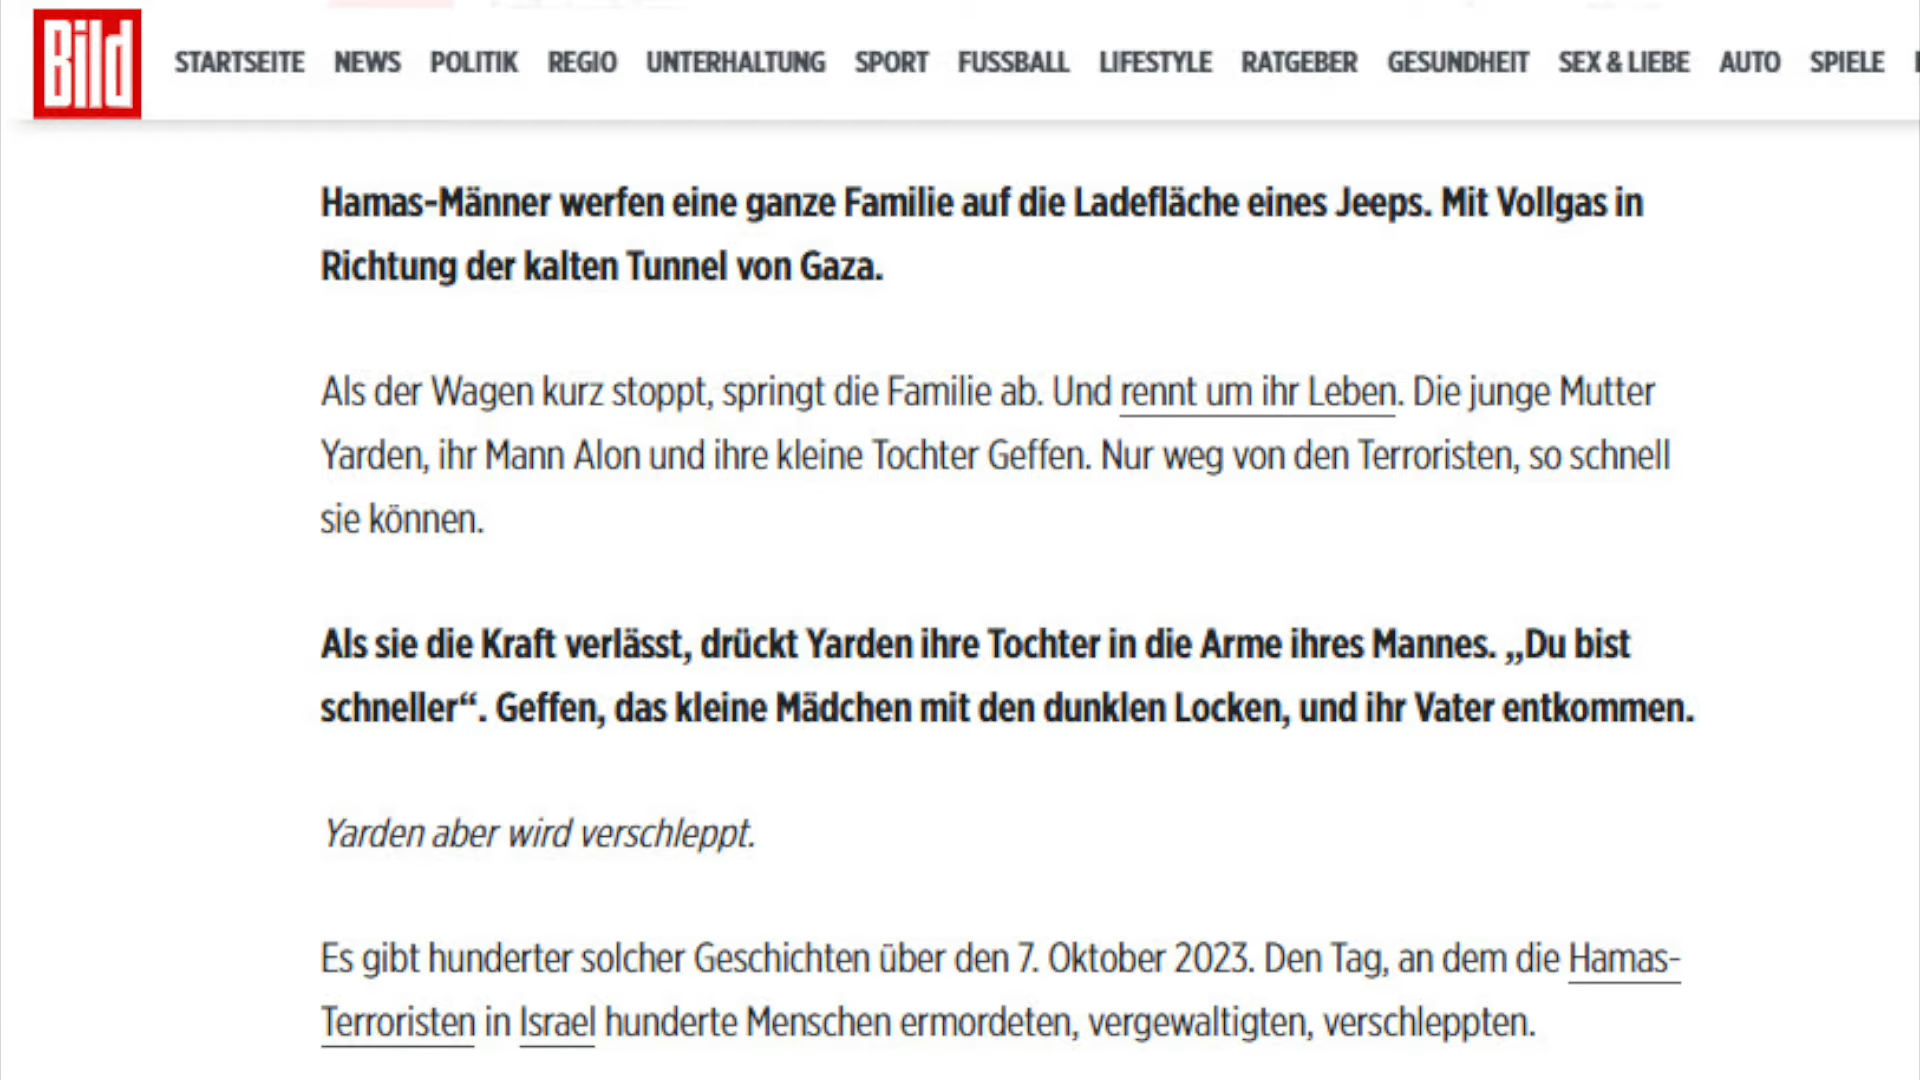 Bild
STARTSEITE NEWS POLITIK REGIO UNTERHALTUNG SPORT FUSSBALL LIFESTYLE RATGEBER GESUNDHEIT SEX & LIEBE AUTO SPIELE
Hamas-Männer werfen eine ganze Familie auf die Ladefläche eines Jeeps. Mit Vollgas in
Richtung der kalten Tunnel von Gaza.
Als der Wagen kurz stoppt, springt die Familie ab. Und rennt um ihr Leben. Die junge Mutter
Yarden, ihr Mann Alon und ihre kleine Tochter Geffen. Nur weg von den Terroristen, so schnell
sie können.
Als sie die Kraft verlässt, drückt Yarden ihre Tochter in die Arme ihres Mannes. „Du bist
schneller“. Geffen, das kleine Mädchen mit den dunklen Locken, und ihr Vater entkommen.
Yarden aber wird verschleppt.
Es gibt hunderter solcher Geschichten über den 7. Oktober 2023. Den Tag, an dem die Hamas-
Terroristen in Israel hunderte Menschen ermordeten, vergewaltigten, verschleppten.